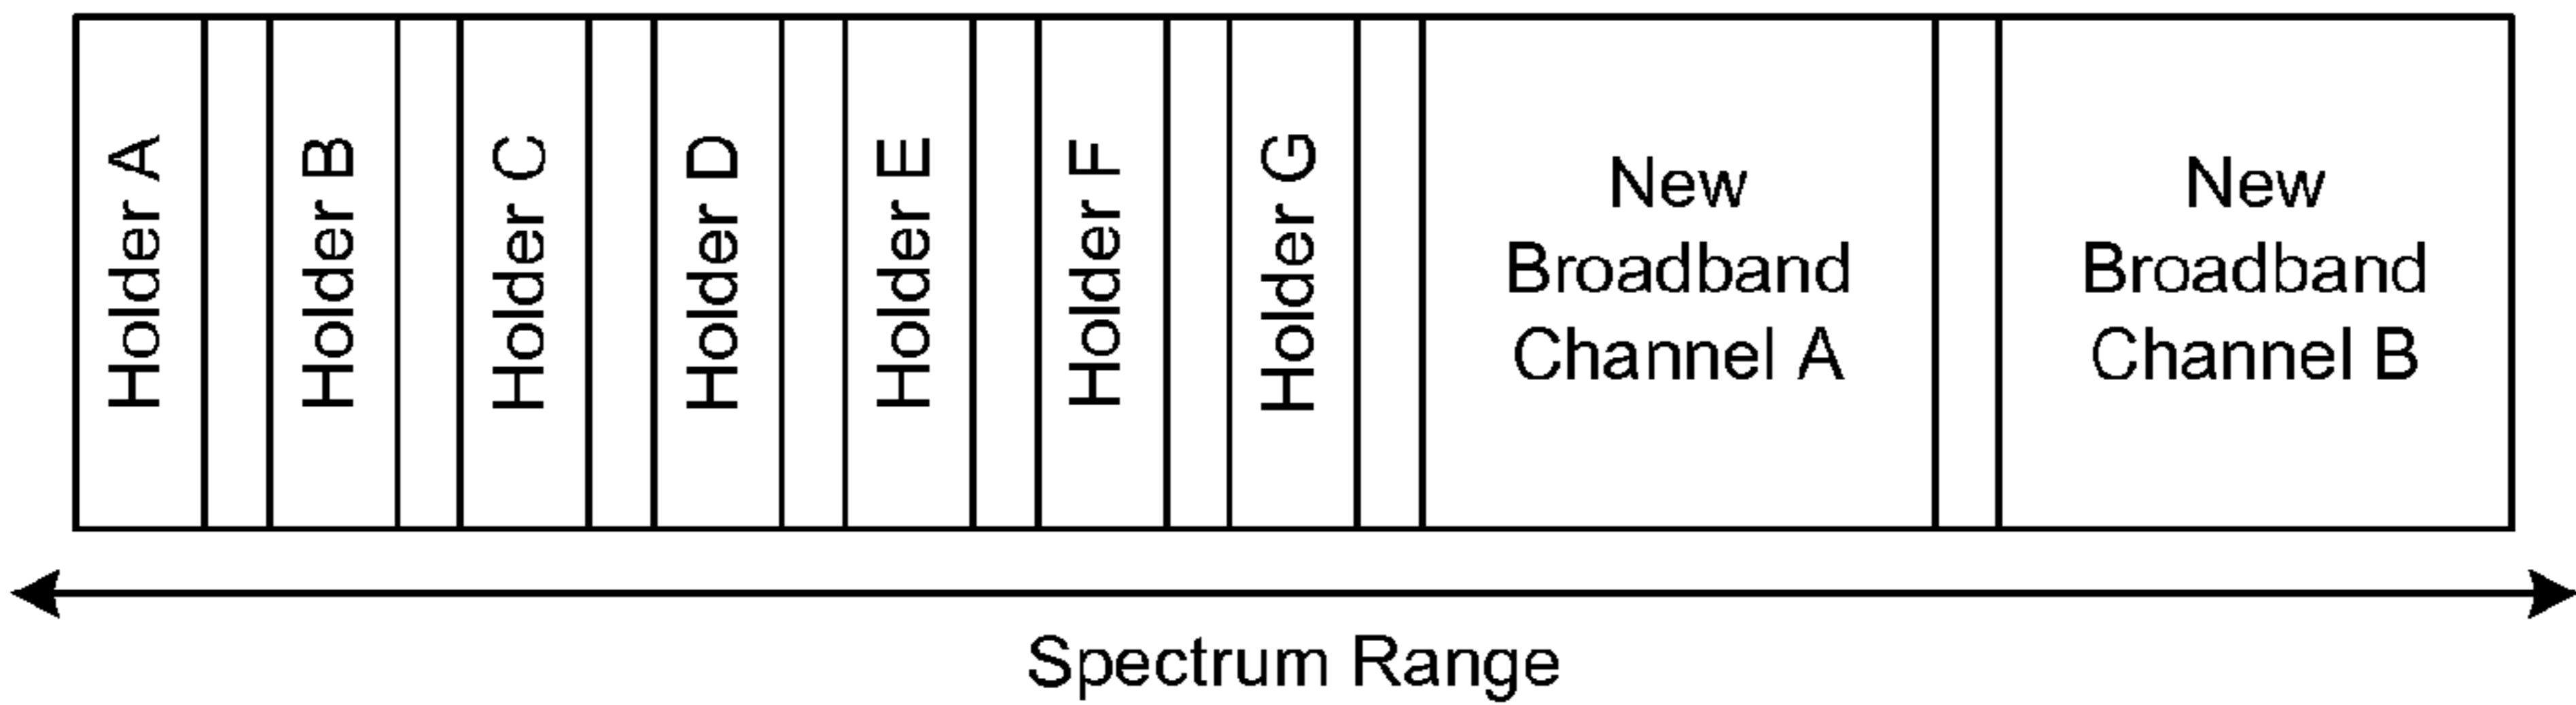 Holder A
Holder B
Holder C
Holder D
Holder E
Holder F
Holder G
New
Broadband
Channel A
New
Broadband
Channel B
Spectrum Range